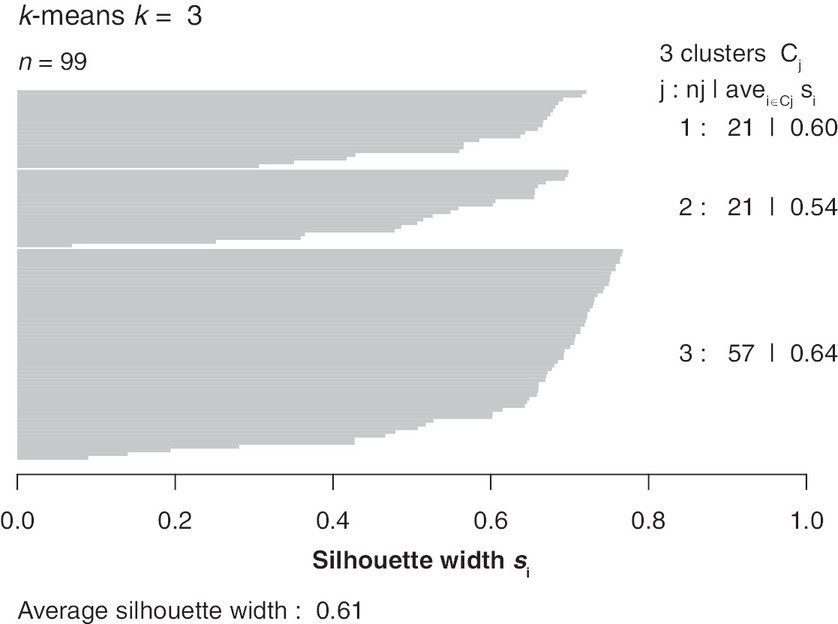 k-means k = 3
n = 99
3 clusters Cj
j : nj | ave i∈Cj si
1 : 21 | 0.60
2 : 21 | 0.54
3 : 57 | 0.64
0.0 0.2 0.4 0.6 0.8 1.0
Silhouette width si
Average silhouette width : 0.61